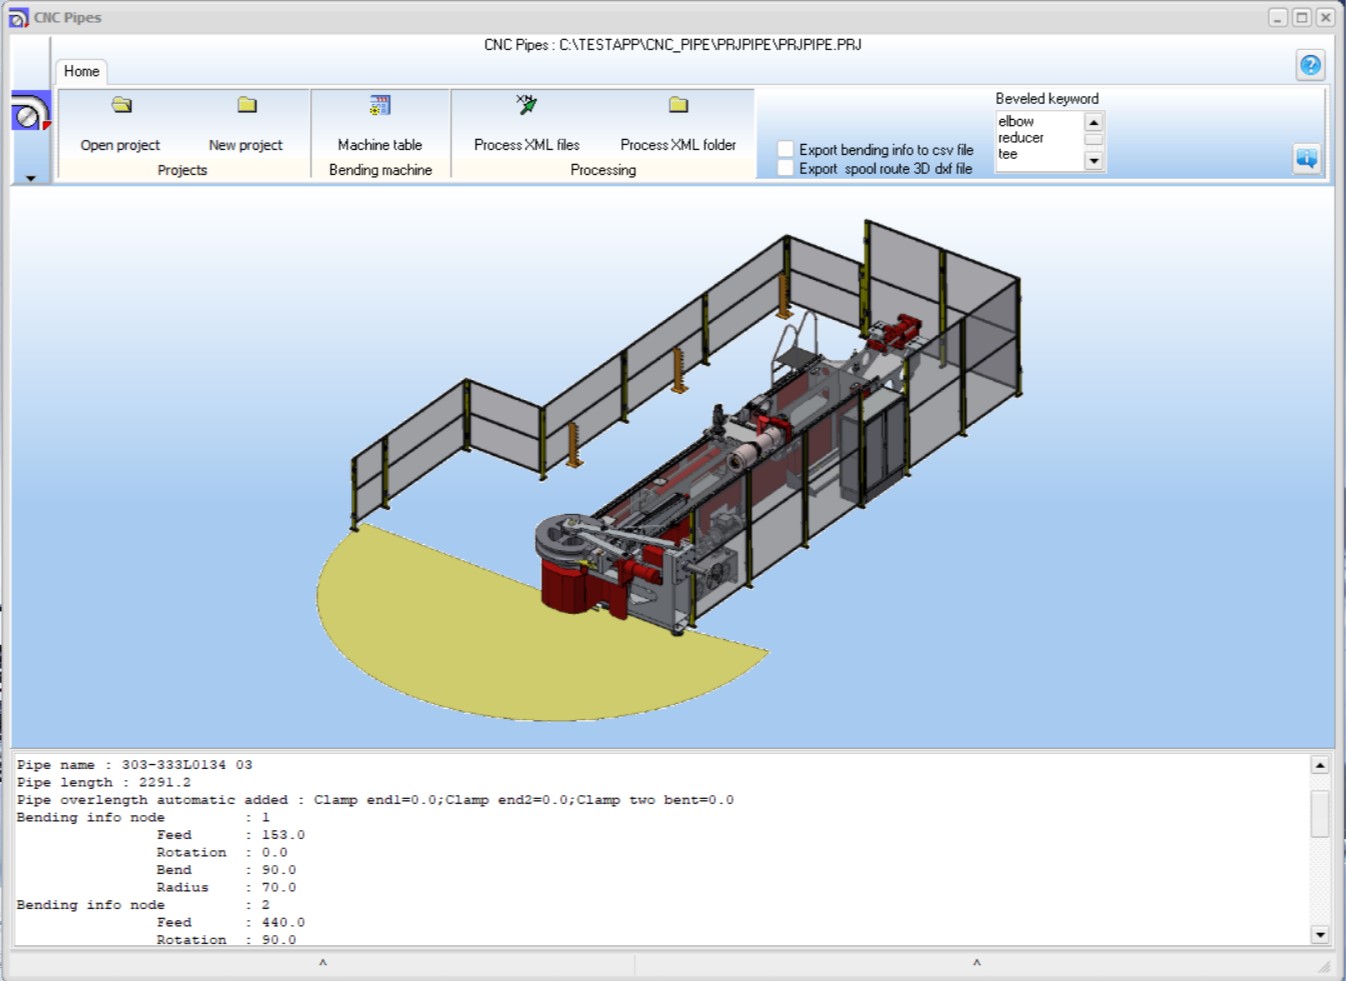 CNC Pipes
CNC Pipes : C:\TESTAPP\CNC_PIPE\PRJPIPE\PRJPIPE.PRJ
Home
Open project
New project
Machine table
Process XML files
Process XML folder
Projects
Bending machine
Processing
Export bending info to csv file
Export spool route 3D dxf file
Beveled keyword
elbow
reducer
tee
Pipe name : 303-333L0134 03
Pipe length : 2291.2
Pipe overlength automatic added : Clamp end1=0.0;Clamp end2=0.0;Clamp two bent=0.0
Bending info node : 1
Feed : 153.0
Rotation : 0.0
Bend : 90.0
Radius : 70.0
Bending info node : 2
Feed : 440.0
Rotation : 90.0